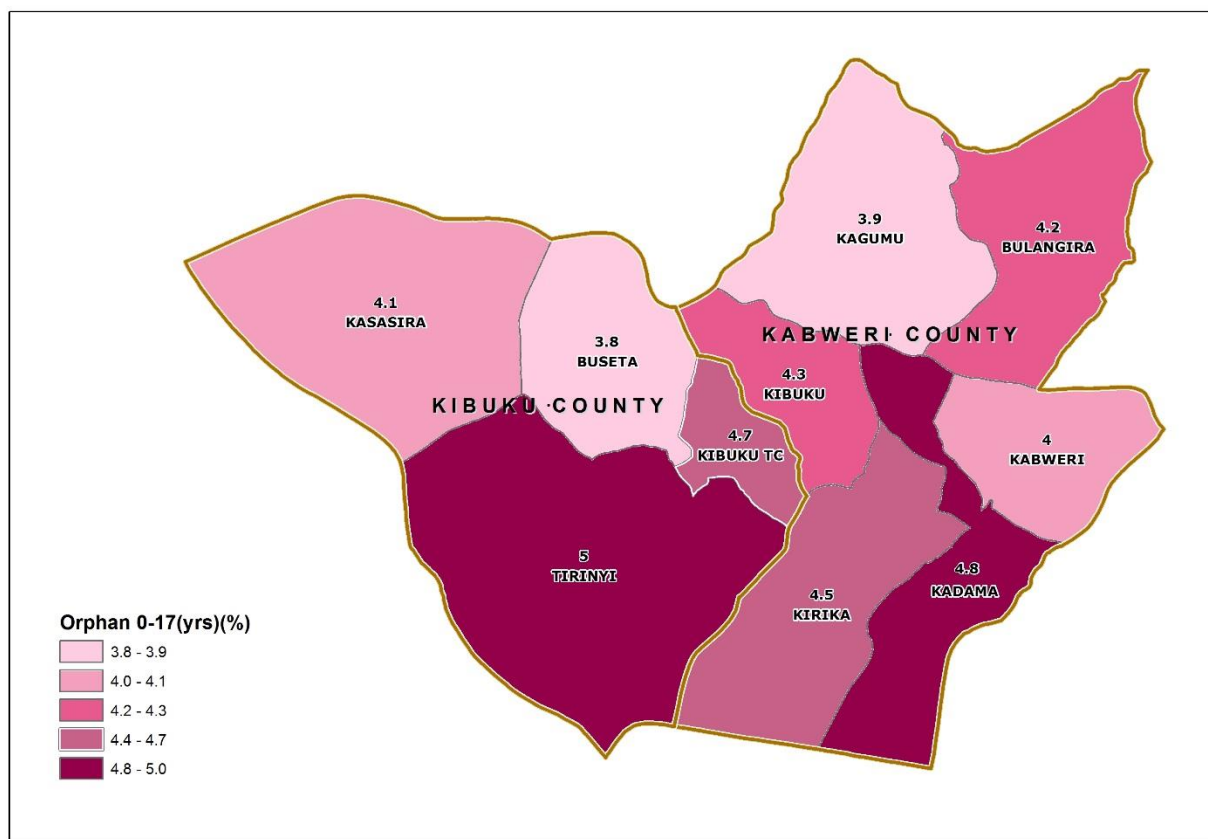 3.9
KAGUMU
4.2
BULANGIRA
4.1
KASASIRA
KABWERI COUNTY
3.8
BUSETA
4.3
KIBUKU
KIBUKU COUNTY
4.7
KIBUKU TC
4
KABWERI
5
TIRINYI
4.5
KIRIKA
4.8
KADAMA
Orphan 0-17(yrs)(%)
3.8 - 3.9
4.0 - 4.1
4.2 - 4.3
4.4 - 4.7
4.8 - 5.0